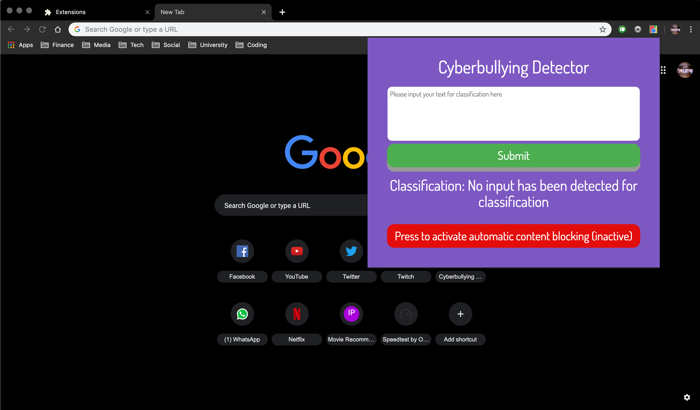 Extensions
New Tab
Search Google or type a URL
Apps Finance Media Tech Social University Coding
Cyberbullying Detector
Please input your text for classification here
Submit
Classification: No input has been detected for
classification
Press to activate automatic content blocking (inactive)
Goo
Search Google or type a URL
Facebook YouTube Twitter Twitch Cyberbullying ...
IP
(1) WhatsApp Netflix Movie Recomm... Speedtest by O... Add shortcut